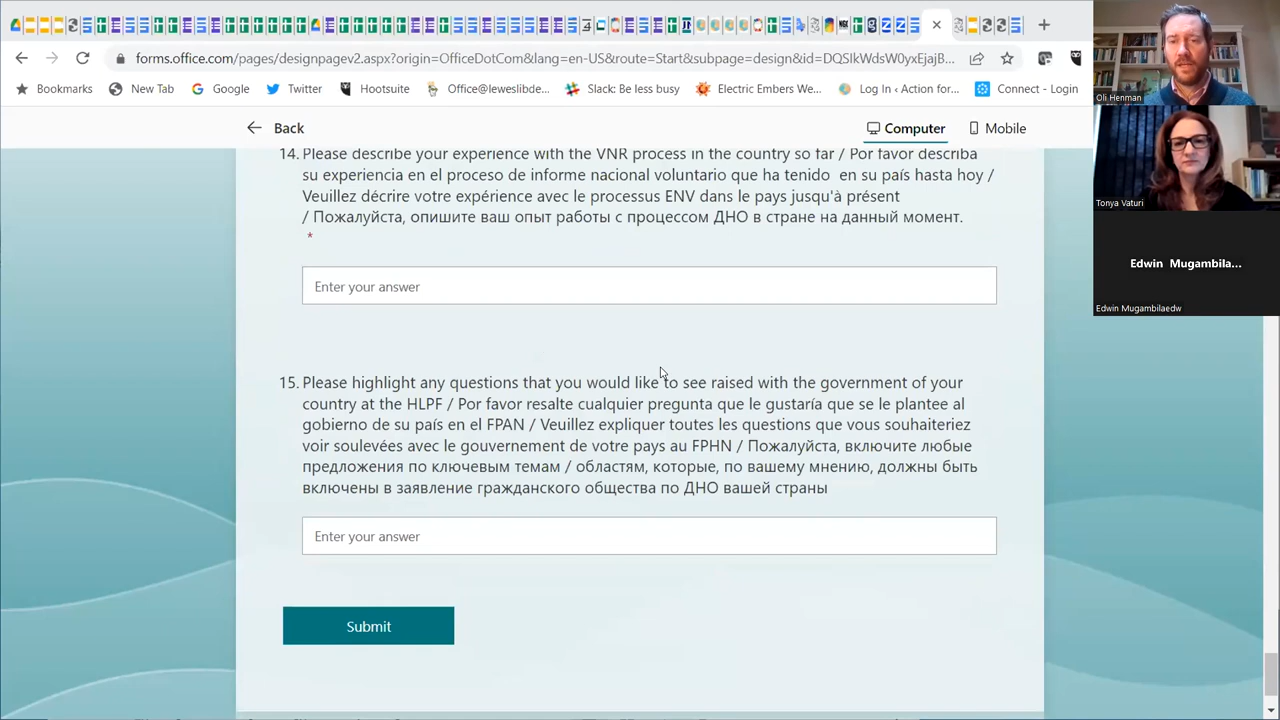 forms.office.com/pages/designpagev2.aspx?origin=OfficeDotCom&lang=en-US&route=Start&subpage=design&id=DQSIkWdsW0yxEjajB...
Bookmarks
New Tab
Google
Twitter
Hootsuite
Office@leweslibde...
Slack: Be less busy
Electric Embers We...
Log In ‹ Action for...
Connect - Login
Back
Computer
Mobile
14. Please describe your experience with the VNR process in the country so far / Por favor describa
su experiencia en el proceso de informe nacional voluntario que ha tenido en su país hasta hoy /
Veuillez décrire votre expérience avec le processus ENV dans le pays jusqu'à présent
/ Пожалуйста, опишите ваш опыт работы с процессом ДНО в стране на данный момент.
*
Enter your answer
15. Please highlight any questions that you would like to see raised with the government of your
country at the HLPF / Por favor resalte cualquier pregunta que le gustaría que se le plantee al
gobierno de su país en el FPAN / Veuillez expliquer toutes les questions que vous souhaiteriez
voir soulevées avec le gouvernement de votre pays au FPHN / Пожалуйста, включите любые
предложения по ключевым темам / областям, которые, по вашему мнению, должны быть
включены в заявление гражданского общества по ДНО вашей страны
Enter your answer
Submit
Oli Henman
Tonya Vaturi
Edwin Mugambila...
Edwin Mugambilaedw